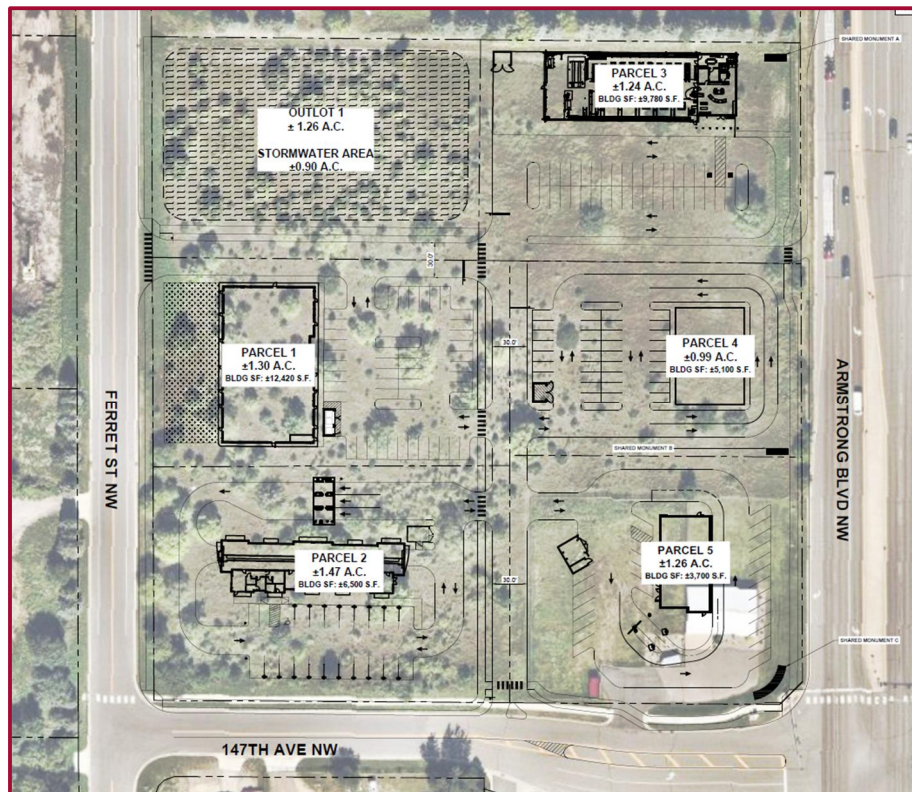 SHARED MONUMENT A
OUTLOT 1
± 1.26 A.C.
STORMWATER AREA
±0.90 A.C.
PARCEL 3
±1.24 A.C.
BLDG SF: ±9,780 S.F.
30.0'
PARCEL 1
±1.30 A.C.
BLDG SF: ±12,420 S.F.
30.0'
PARCEL 4
±0.99 A.C.
BLDG SF: ±5,100 S.F.
FERRET ST NW
ARMSTRONG BLVD NW
SHARED MONUMENT B
PARCEL 2
±1.47 A.C.
BLDG SF: ±6,500 S.F.
30.0'
PARCEL 5
±1.26 A.C.
BLDG SF: ±3,700 S.F.
SHARED MONUMENT C
147TH AVE NW